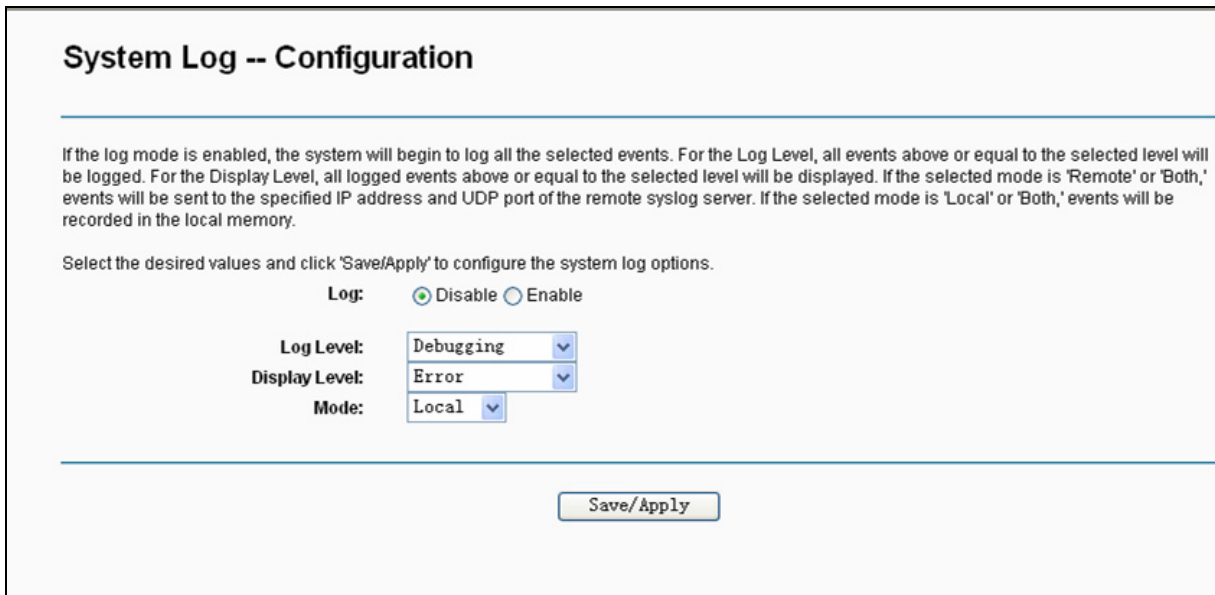 System Log -- Configuration
If the log mode is enabled, the system will begin to log all the selected events. For the Log Level, all events above or equal to the selected level will
be logged. For the Display Level, all logged events above or equal to the selected level will be displayed. If the selected mode is 'Remote' or 'Both,'
events will be sent to the specified IP address and UDP port of the remote syslog server. If the selected mode is 'Local' or 'Both,' events will be
recorded in the local memory.
Select the desired values and click 'Save/Apply' to configure the system log options.
Log: Disable Enable
Log Level: Debugging
Display Level: Error
Mode: Local
Save/Apply